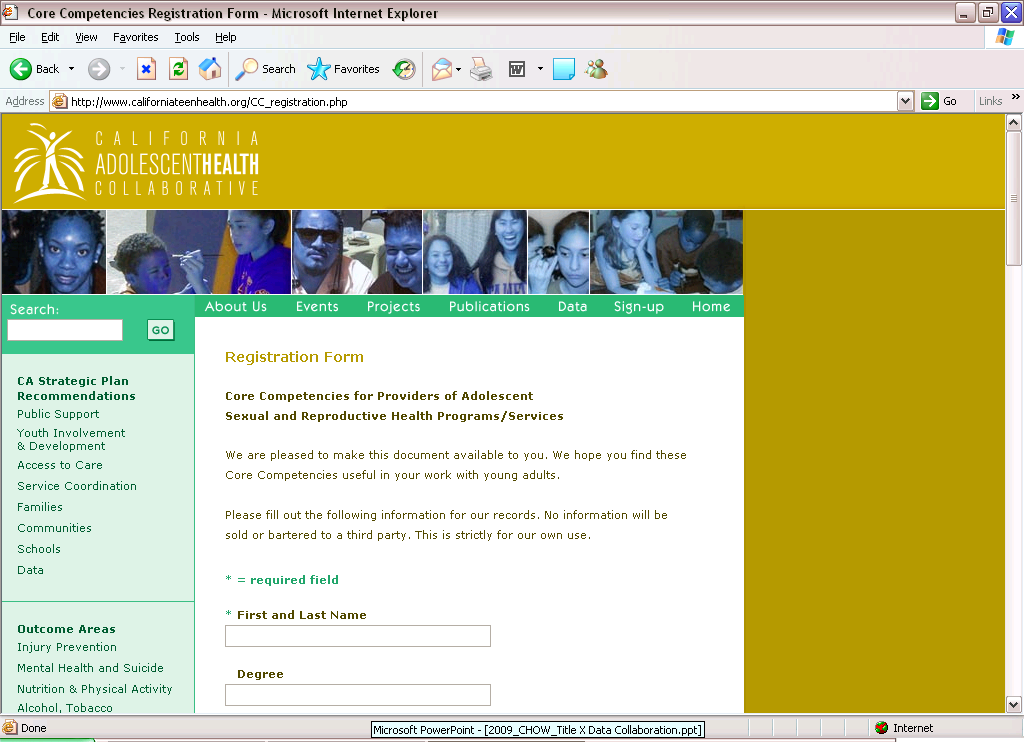 Core Competencies Registration Form - Microsoft Internet Explorer
File Edit View Favorites Tools Help
Back Search Favorites
Address http://www.californiateenhealth.org/CC_registration.php Go Links »
CALIFORNIA
ADOLESCENTHEALTH
COLLABORATIVE
Search:
GO
About Us Events Projects Publications Data Sign-up Home
CA Strategic Plan
Recommendations
Public Support
Youth Involvement
& Development
Access to Care
Service Coordination
Families
Communities
Schools
Data
Outcome Areas
Injury Prevention
Mental Health and Suicide
Nutrition & Physical Activity
Alcohol, Tobacco
Registration Form
Core Competencies for Providers of Adolescent
Sexual and Reproductive Health Programs/Services
We are pleased to make this document available to you. We hope you find these
Core Competencies useful in your work with young adults.
Please fill out the following information for our records. No information will be
sold or bartered to a third party. This is strictly for our own use.
* = required field
* First and Last Name
Degree
Done
Microsoft PowerPoint - [2009_CHOW_Title X Data Collaboration.ppt]
Internet